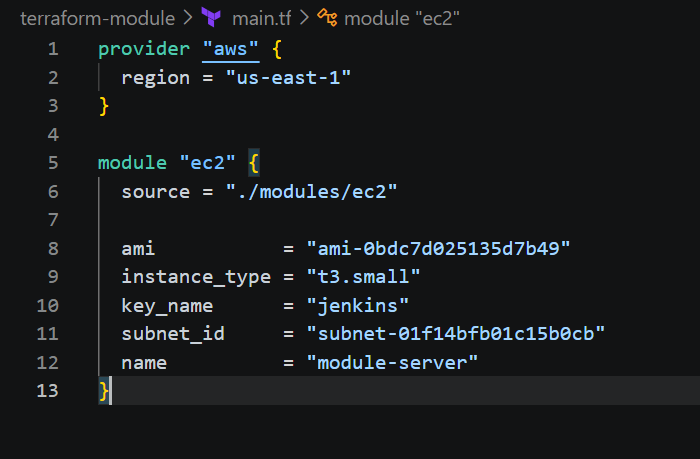 terraform-module > main.tf > module "ec2"
1 provider "aws" {
2   region = "us-east-1"
3 }
4
5 module "ec2" {
6   source = "./modules/ec2"
7
8   ami           = "ami-0bdc7d025135d7b49"
9   instance_type = "t3.small"
10   key_name      = "jenkins"
11   subnet_id     = "subnet-01f14bfb01c15b0cb"
12   name          = "module-server"
13 }